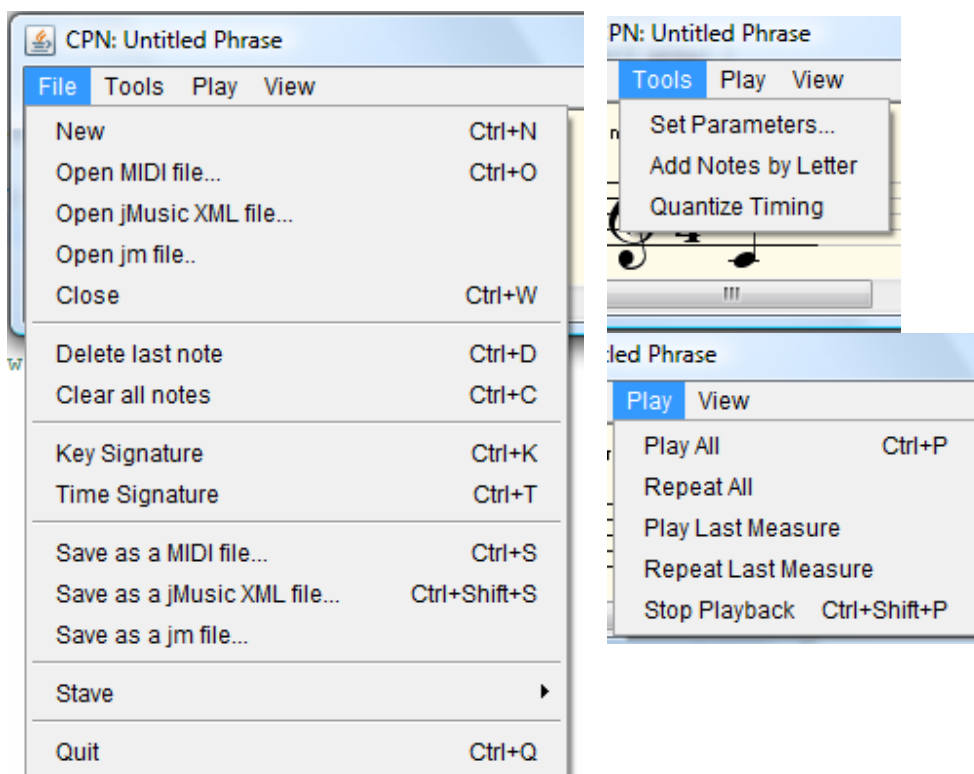 CPN: Untitled Phrase
File Tools Play View
New Ctrl+N
Open MIDI file... Ctrl+O
Open jMusic XML file...
Open jm file..
Close Ctrl+W
Delete last note Ctrl+D
Clear all notes Ctrl+C
Key Signature Ctrl+K
Time Signature Ctrl+T
Save as a MIDI file... Ctrl+S
Save as a jMusic XML file... Ctrl+Shift+S
Save as a jm file...
Stave
Quit Ctrl+Q
w
PN: Untitled Phrase
Tools Play View
Set Parameters...
Add Notes by Letter
Quantize Timing
4
tled Phrase
Play View
Play All Ctrl+P
Repeat All
Play Last Measure
Repeat Last Measure
Stop Playback Ctrl+Shift+P